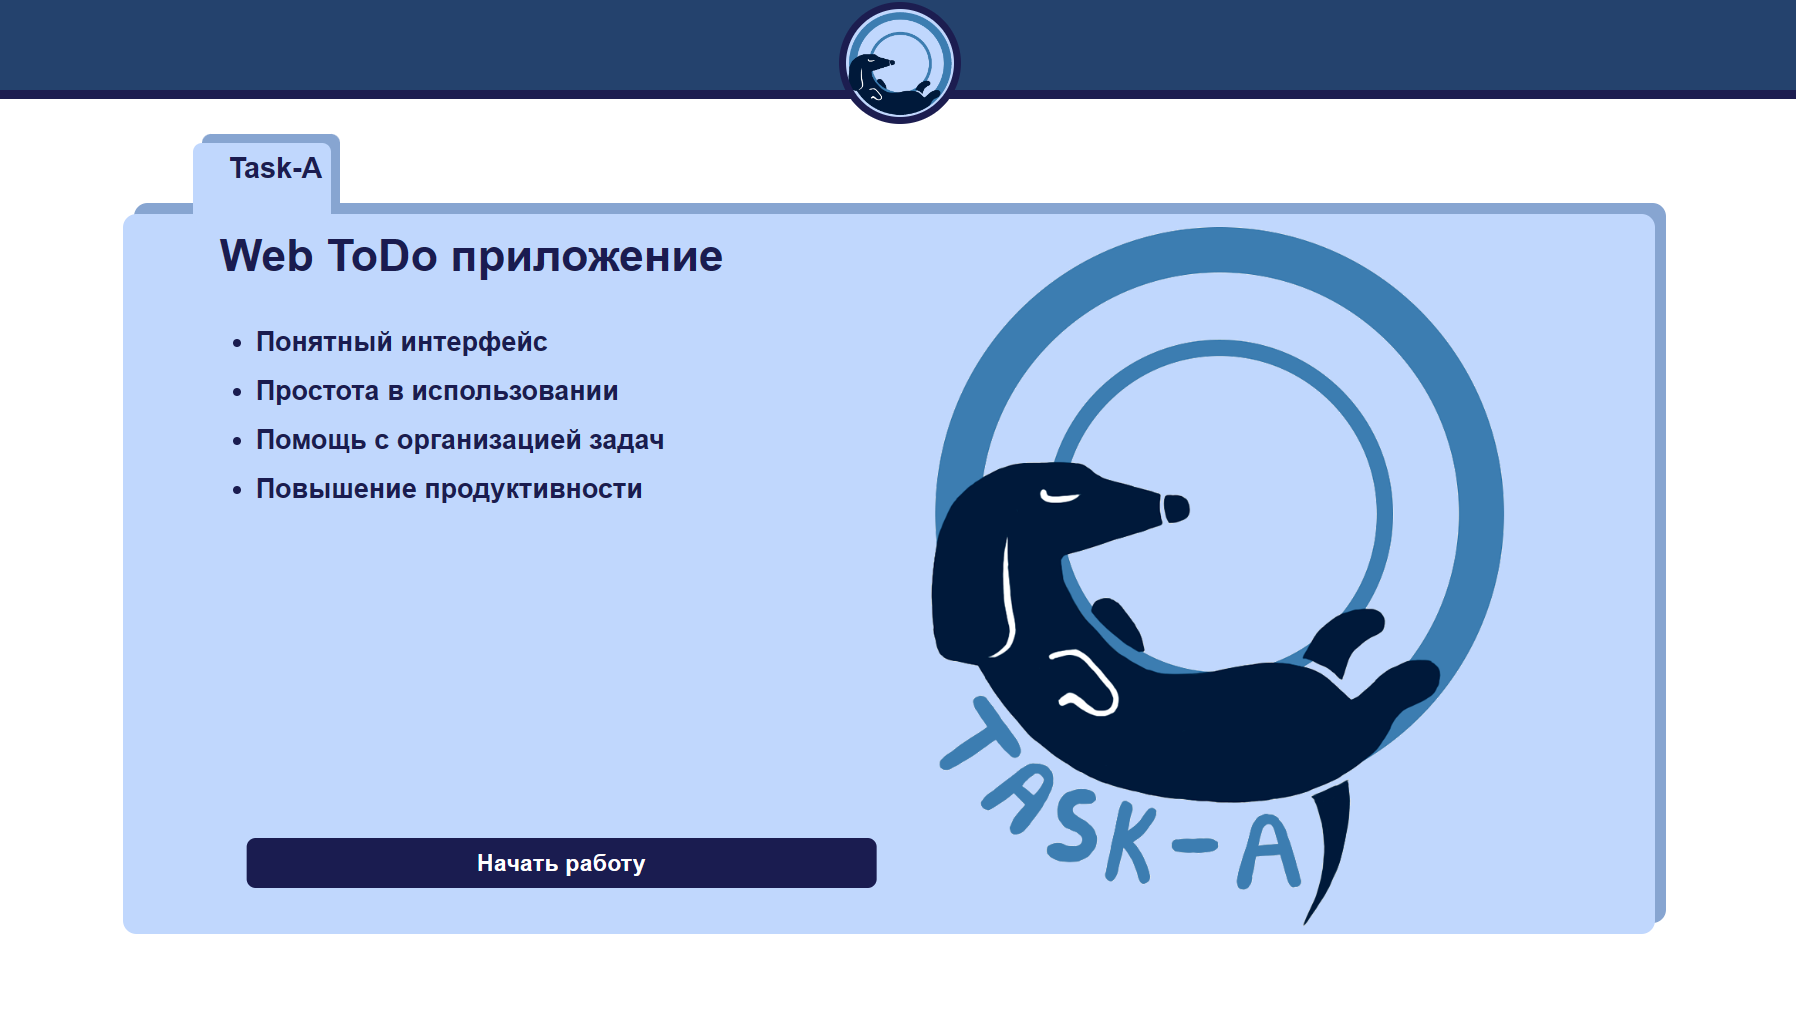 Task-A
Web ToDo приложение
Понятный интерфейс
Простота в использовании
Помощь с организацией задач
Повышение продуктивности
TASK-A
Начать работу